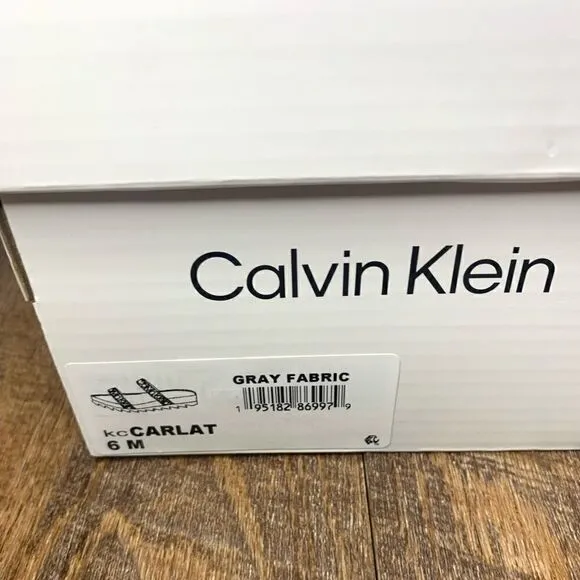 Calvin Klein
GRAY FABRIC
1 95182 86997 9
kcCARLAT
6 M